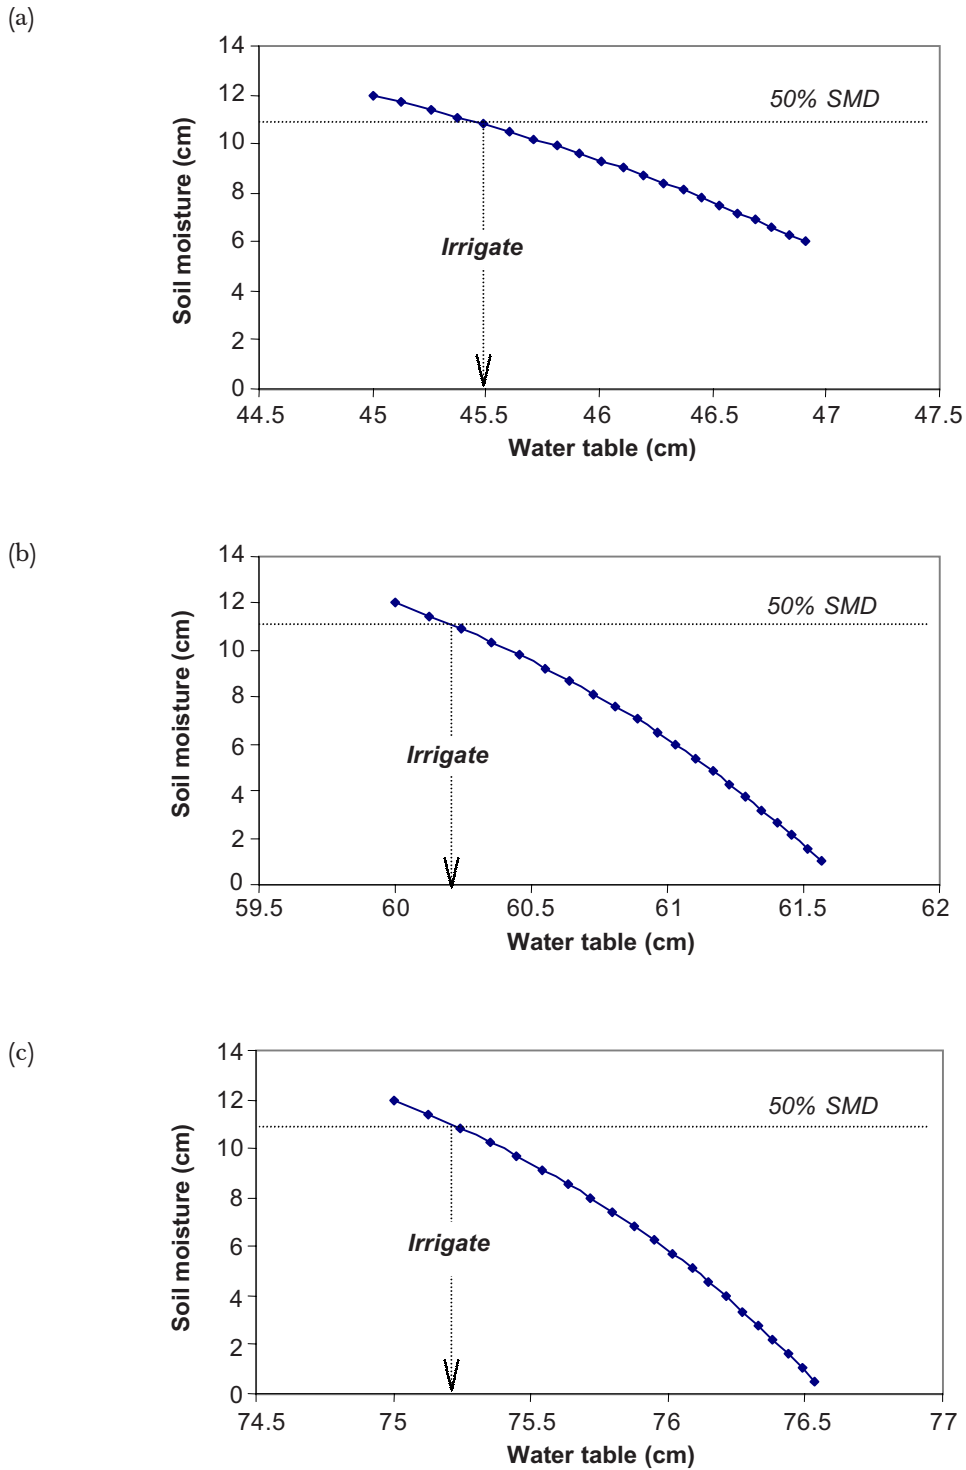 (a)
14
12
10
8
6
4
2
0
Soil moisture (cm)
50% SMD
Irrigate
44.5 45 45.5 46 46.5 47 47.5
Water table (cm)
(b)
14
12
10
8
6
4
2
0
Soil moisture (cm)
50% SMD
Irrigate
59.5 60 60.5 61 61.5 62
Water table (cm)
(c)
14
12
10
8
6
4
2
0
Soil moisture (cm)
50% SMD
Irrigate
74.5 75 75.5 76 76.5 77
Water table (cm)